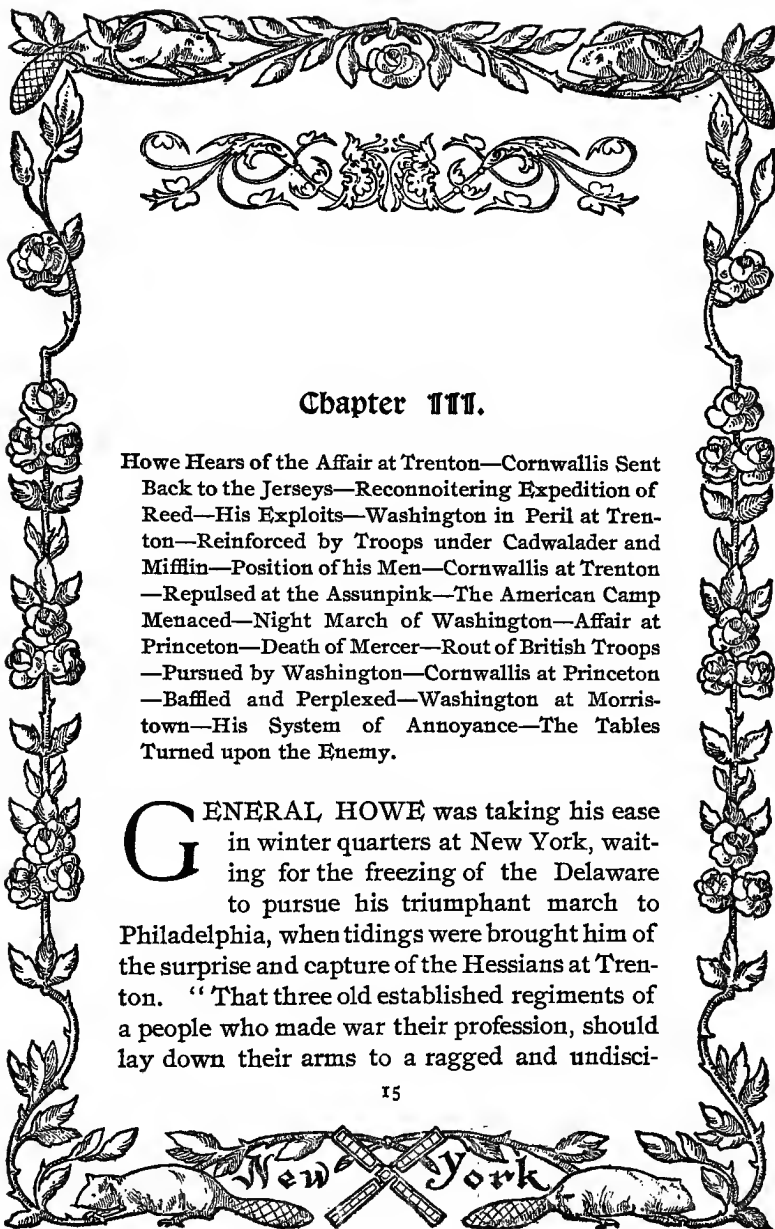 Chapter III.
Howe Hears of the Affair at Trenton—Cornwallis Sent
Back to the Jerseys—Reconnoitering Expedition of
Reed—His Exploits—Washington in Peril at Tren-
ton—Reinforced by Troops under Cadwalader and
Mifflin—Position of his Men—Cornwallis at Trenton
—Repulsed at the Assunpink—The American Camp
Menaced—Night March of Washington—Affair at
Princeton—Death of Mercer—Rout of British Troops
—Pursued by Washington—Cornwallis at Princeton
—Baffled and Perplexed—Washington at Morris-
town—His System of Annoyance—The Tables
Turned upon the Enemy.
GENERAL HOWE was taking his ease
in winter quarters at New York, wait-
ing for the freezing of the Delaware
to pursue his triumphant march to
Philadelphia, when tidings were brought him of
the surprise and capture of the Hessians at Tren-
ton. “That three old established regiments of
a people who made war their profession, should
lay down their arms to a ragged and undisci-
15
New York